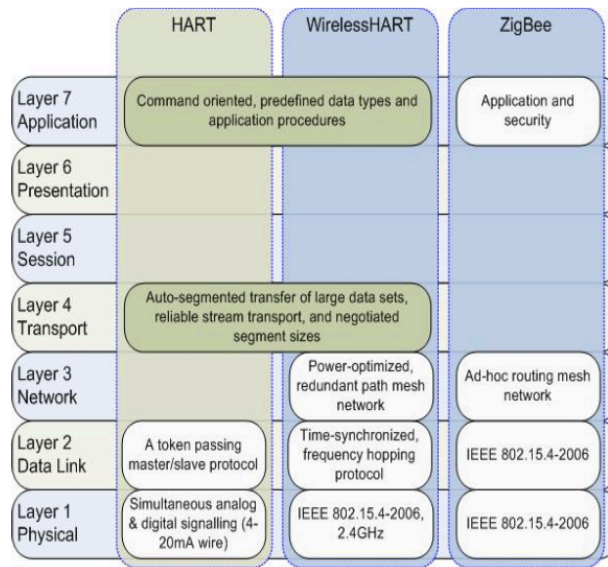 HART
WirelessHART
ZigBee
Layer 7
Application
Command oriented, predefined data types and
application procedures
Application and
security
Layer 6
Presentation
Layer 5
Session
Layer 4
Transport
Auto-segmented transfer of large data sets,
reliable stream transport, and negotiated
segment sizes
Layer 3
Network
Power-optimized,
redundant path mesh
network
Ad-hoc routing mesh
network
Layer 2
Data Link
A token passing
master/slave protocol
Time-synchronized,
frequency hopping
protocol
IEEE 802.15.4-2006
Layer 1
Physical
Simultaneous analog
& digital signalling (4-
20mA wire)
IEEE 802.15.4-2006,
2.4GHz
IEEE 802.15.4-2006